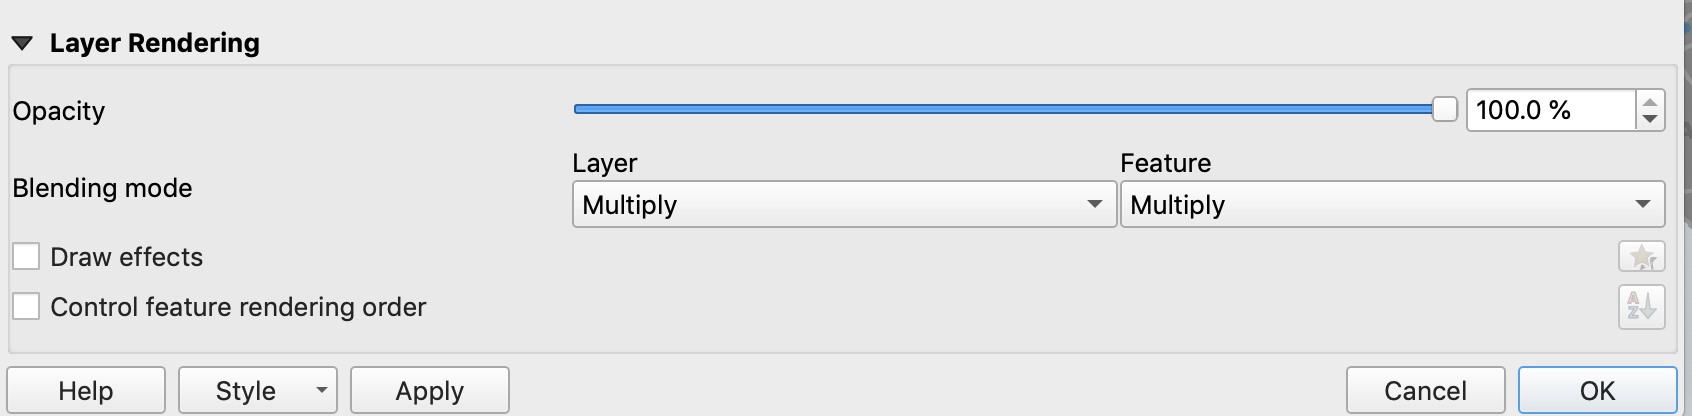 Layer Rendering
Opacity
100.0 %
Layer
Feature
Blending mode
Multiply
Multiply
Draw effects
Control feature rendering order
A
Z
Help
Style
Apply
Cancel
OK